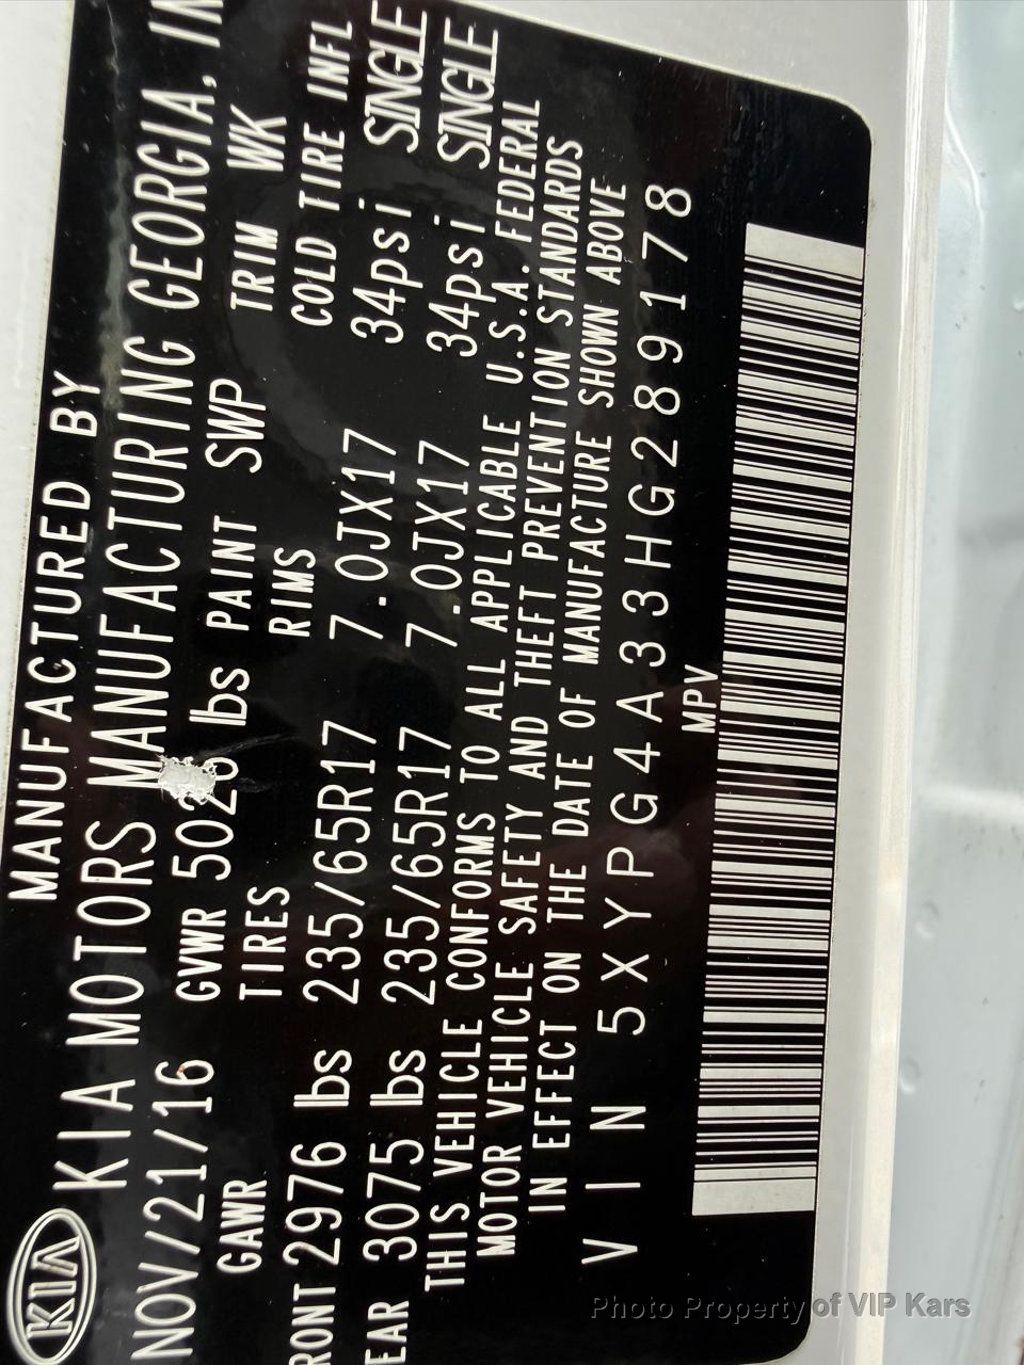 KIA
MANUFACTURED BY
KIA MOTORS MANUFACTURING GEORGIA, IN
NOV/21/16 GVWR 5026 lbs PAINT SWP TRIM WK
GAWR TIRES RIMS COLD TIRE INFL
RONT 2976 lbs 235/65R17 7.0JX17 34psi SINGLE
EAR 3075 lbs 235/65R17 7.0JX17 34psi SINGLE
THIS VEHICLE CONFORMS TO ALL APPLICABLE U.S.A. FEDERAL
MOTOR VEHICLE SAFETY AND THEFT PREVENTION STANDARDS
IN EFFECT ON THE DATE OF MANUFACTURE SHOWN ABOVE
VIN 5XYPG4A33HG289178
MPV
Photo Property of VIP Kars